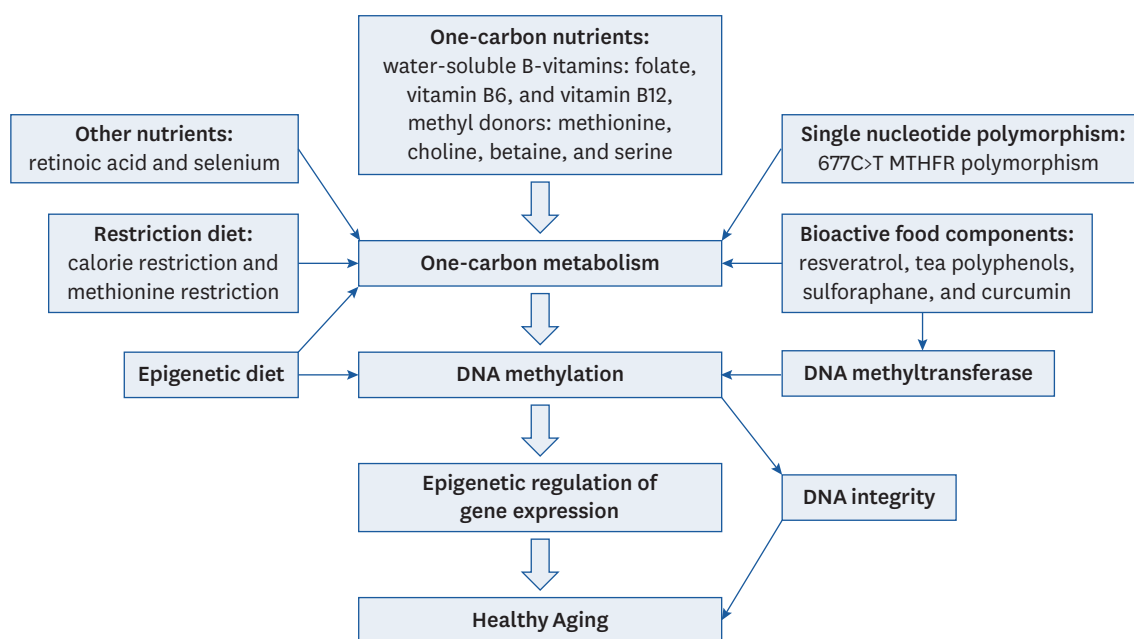 One-carbon nutrients:
water-soluble B-vitamins: folate,
vitamin B6, and vitamin B12,
methyl donors: methionine,
choline, betaine, and serine
Other nutrients:
retinoic acid and selenium
Single nucleotide polymorphism:
677C>T MTHFR polymorphism
Restriction diet:
calorie restriction and
methionine restriction
One-carbon metabolism
Bioactive food components:
resveratrol, tea polyphenols,
sulforaphane, and curcumin
Epigenetic diet
DNA methylation
DNA methyltransferase
Epigenetic regulation of
gene expression
DNA integrity
Healthy Aging